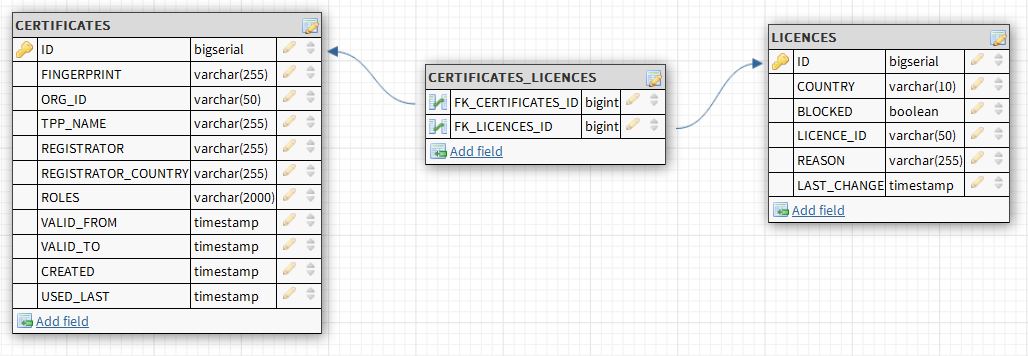 CERTIFICATES
ID bigserial
FINGERPRINT varchar(255)
ORG_ID varchar(50)
TPP_NAME varchar(255)
REGISTRATOR varchar(255)
REGISTRATOR_COUNTRY varchar(255)
ROLES varchar(2000)
VALID_FROM timestamp
VALID_TO timestamp
CREATED timestamp
USED_LAST timestamp
Add field
CERTIFICATES_LICENCES
FK_CERTIFICATES_ID bigint
FK_LICENCES_ID bigint
Add field
LICENCES
ID bigserial
COUNTRY varchar(10)
BLOCKED boolean
LICENCE_ID varchar(50)
REASON varchar(255)
LAST_CHANGE timestamp
Add field